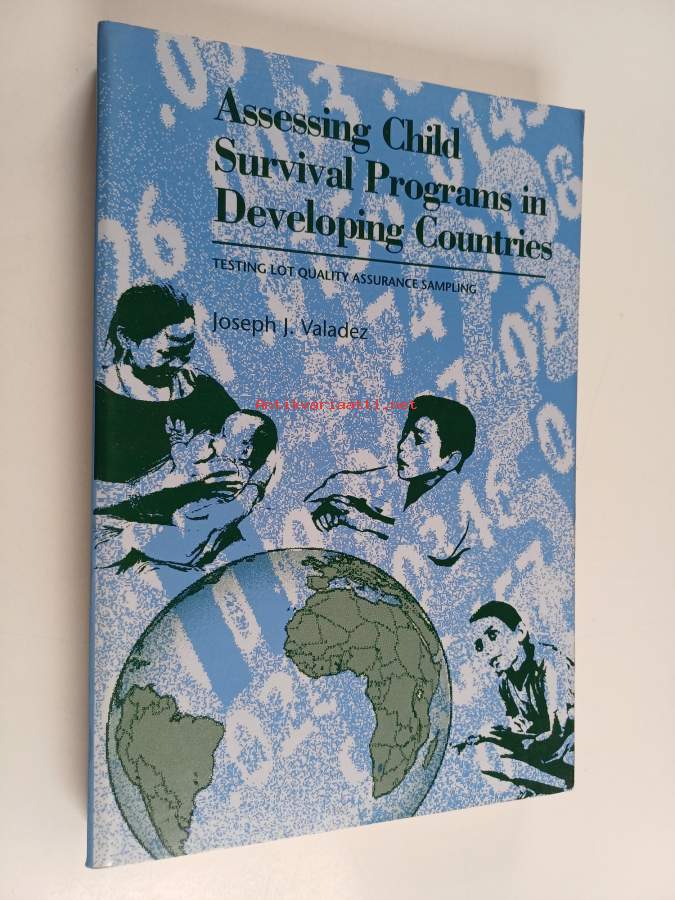 Assessing Child
Survival Programs in
Developing Countries
TESTING LOT QUALITY ASSURANCE SAMPLING
Joseph J. Valadez
Antikvariaatti.net